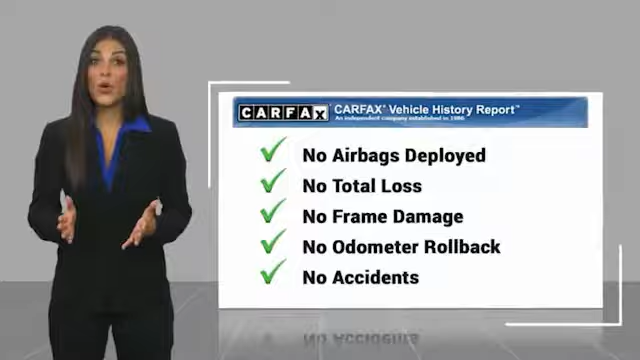 CARFAX CARFAX® Vehicle History Report™
An independent company established in 1986
No Airbags Deployed
No Total Loss
No Frame Damage
No Odometer Rollback
No Accidents